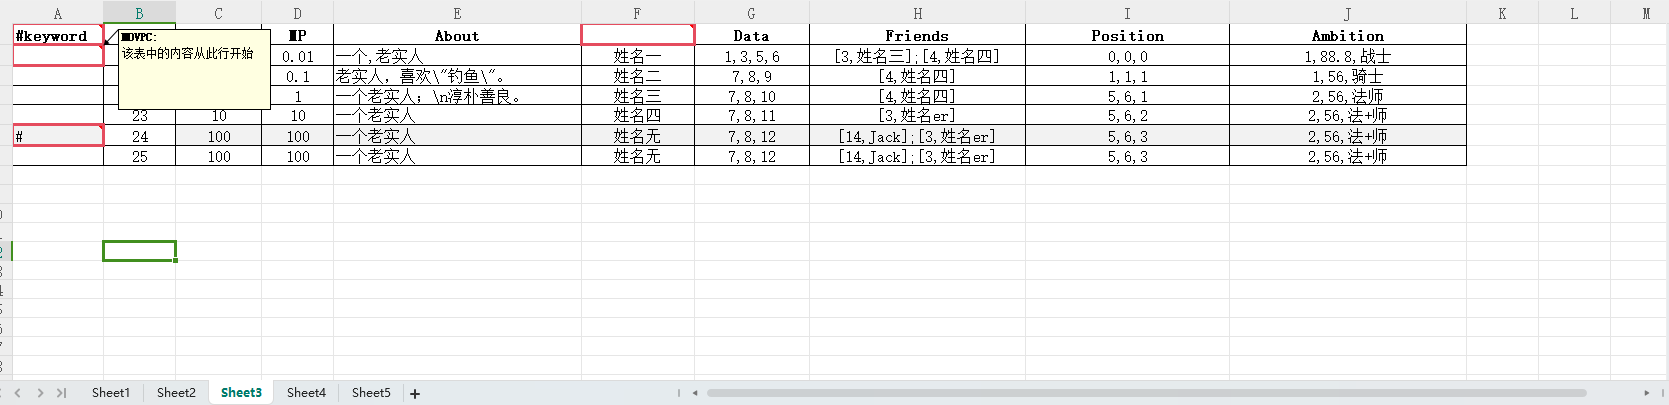 A B C D E F G H I J K L M
#keyword MP About Data Friends Position Ambition
MDVPC:
该表中的内容从此行开始
0.01 一个,老实人 姓名一 1,3,5,6 [3,姓名三];[4,姓名四] 0,0,0 1,88.8,战士
0.1 老实人，喜欢\"钓鱼\"。 姓名二 7,8,9 [4,姓名四] 1,1,1 1,56,骑士
1 一个老实人；\n淳朴善良。 姓名三 7,8,10 [4,姓名四] 5,6,1 2,56,法师
23 10 10 一个老实人 姓名四 7,8,11 [3,姓名er] 5,6,2 2,56,法+师
# 24 100 100 一个老实人 姓名无 7,8,12 [14,Jack];[3,姓名er] 5,6,3 2,56,法+师
25 100 100 一个老实人 姓名无 7,8,12 [14,Jack];[3,姓名er] 5,6,3 2,56,法+师
Sheet1 Sheet2 Sheet3 Sheet4 Sheet5 +